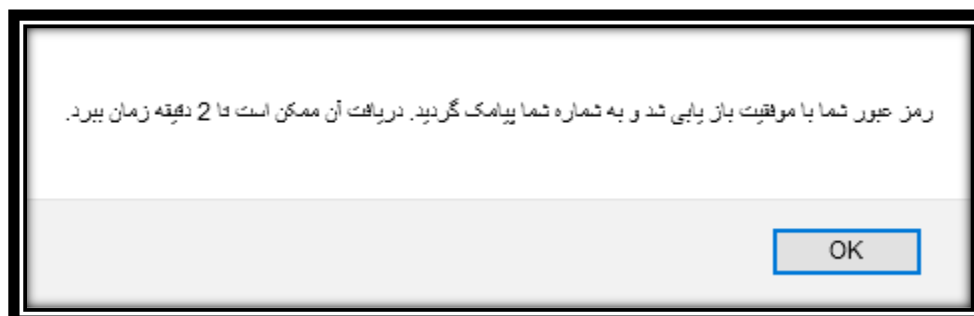 رمز عبور شما با موفقیت باز یابی شد و به شماره شما پیامک گردید. دریافت آن ممکن است تا 2 دقیقه زمان ببرد.
OK